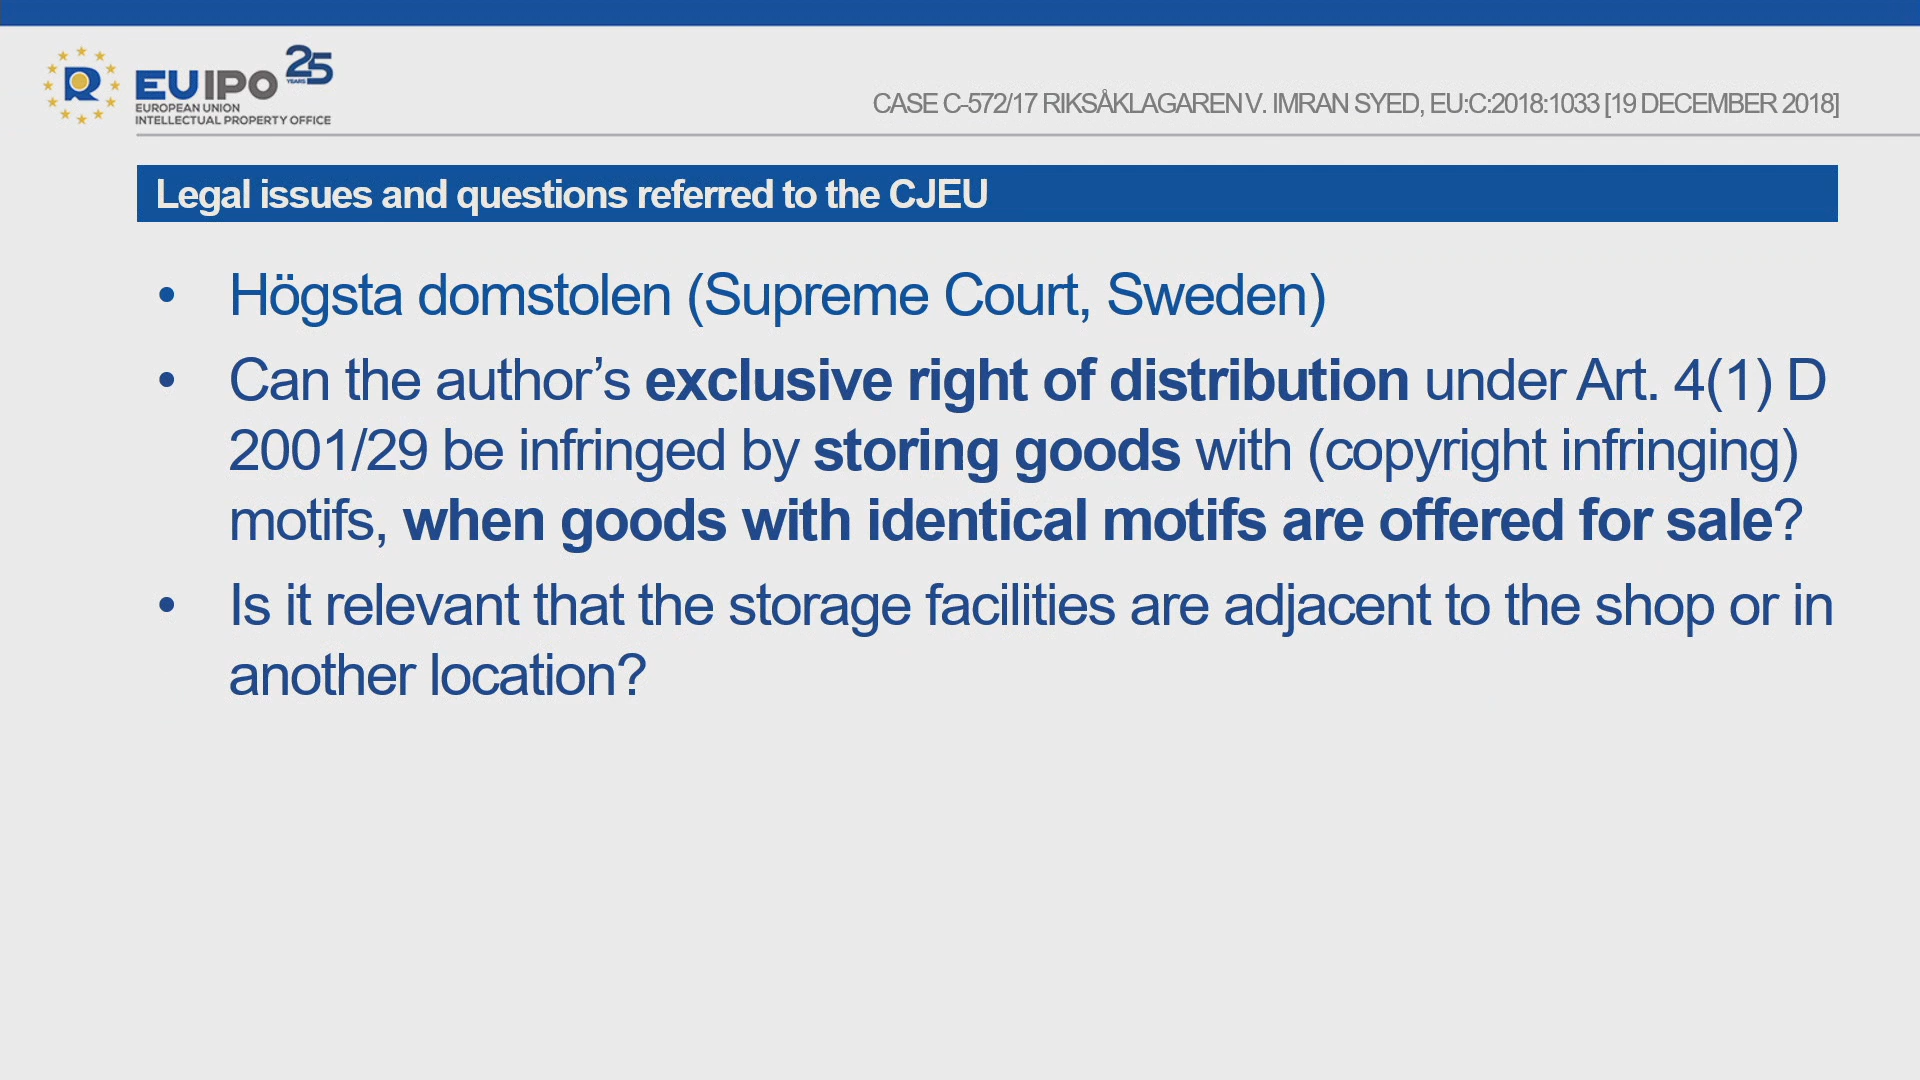 EUIPO 25 YEARS
EUROPEAN UNION
INTELLECTUAL PROPERTY OFFICE
CASE C-572/17 RIKSÅKLAGAREN V. IMRAN SYED, EU:C:2018:1033 [19 DECEMBER 2018]
Legal issues and questions referred to the CJEU
• Högsta domstolen (Supreme Court, Sweden)
• Can the author’s exclusive right of distribution under Art. 4(1) D
2001/29 be infringed by storing goods with (copyright infringing)
motifs, when goods with identical motifs are offered for sale?
• Is it relevant that the storage facilities are adjacent to the shop or in
another location?